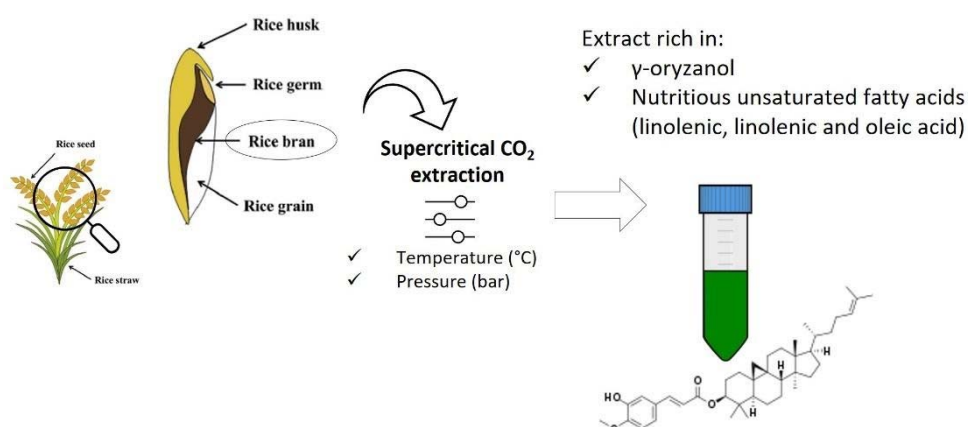 Rice seed
Rice straw
Rice husk
Rice germ
Rice bran
Rice grain
Supercritical CO₂
extraction
✓ Temperature (°C)
✓ Pressure (bar)
Extract rich in:
✓ γ-oryzanol
✓ Nutritious unsaturated fatty acids
(linolenic, linolenic and oleic acid)
HO
O
O
O
H
H
H